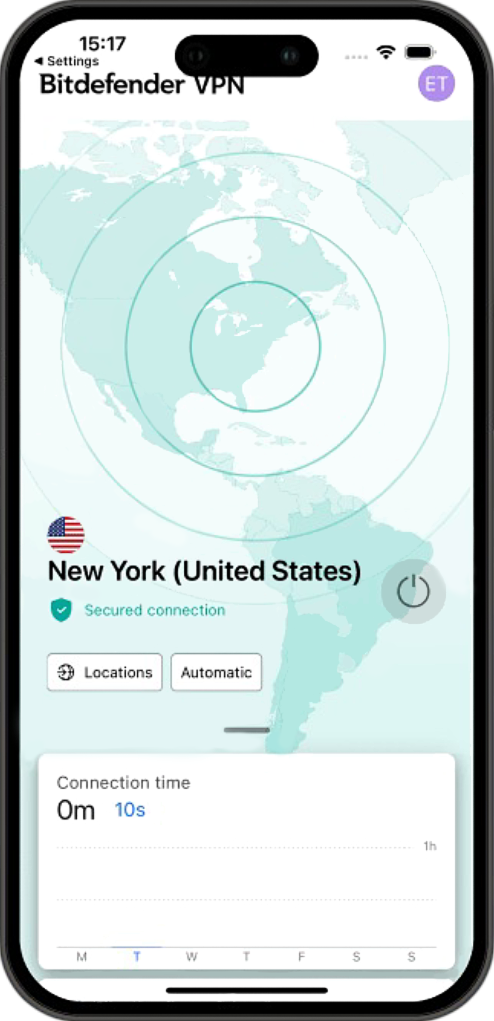 15:17
◀ Settings
Bitdefender VPN
ET
New York (United States)
Secured connection
Locations
Automatic
Connection time
0m 10s
1h
M T W T F S S